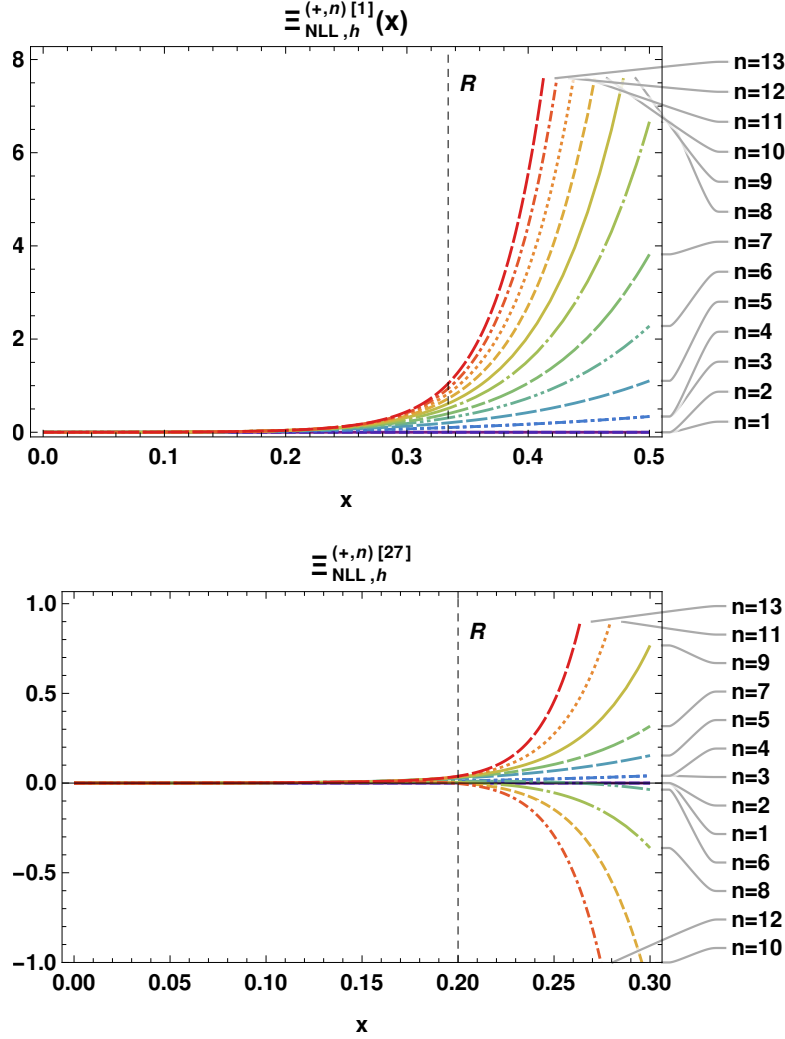 Ξ^{(+,n)[1]}_{NLL,h}(x)
8
6
4
2
0
R
n=13
n=12
n=11
n=10
n=9
n=8
n=7
n=6
n=5
n=4
n=3
n=2
n=1
0.0 0.1 0.2 0.3 0.4 0.5
x
Ξ^{(+,n)[27]}_{NLL,h}
1.0
0.5
0.0
−0.5
−1.0
R
n=13
n=11
n=9
n=7
n=5
n=4
n=3
n=2
n=1
n=6
n=8
n=12
n=10
0.00 0.05 0.10 0.15 0.20 0.25 0.30
x